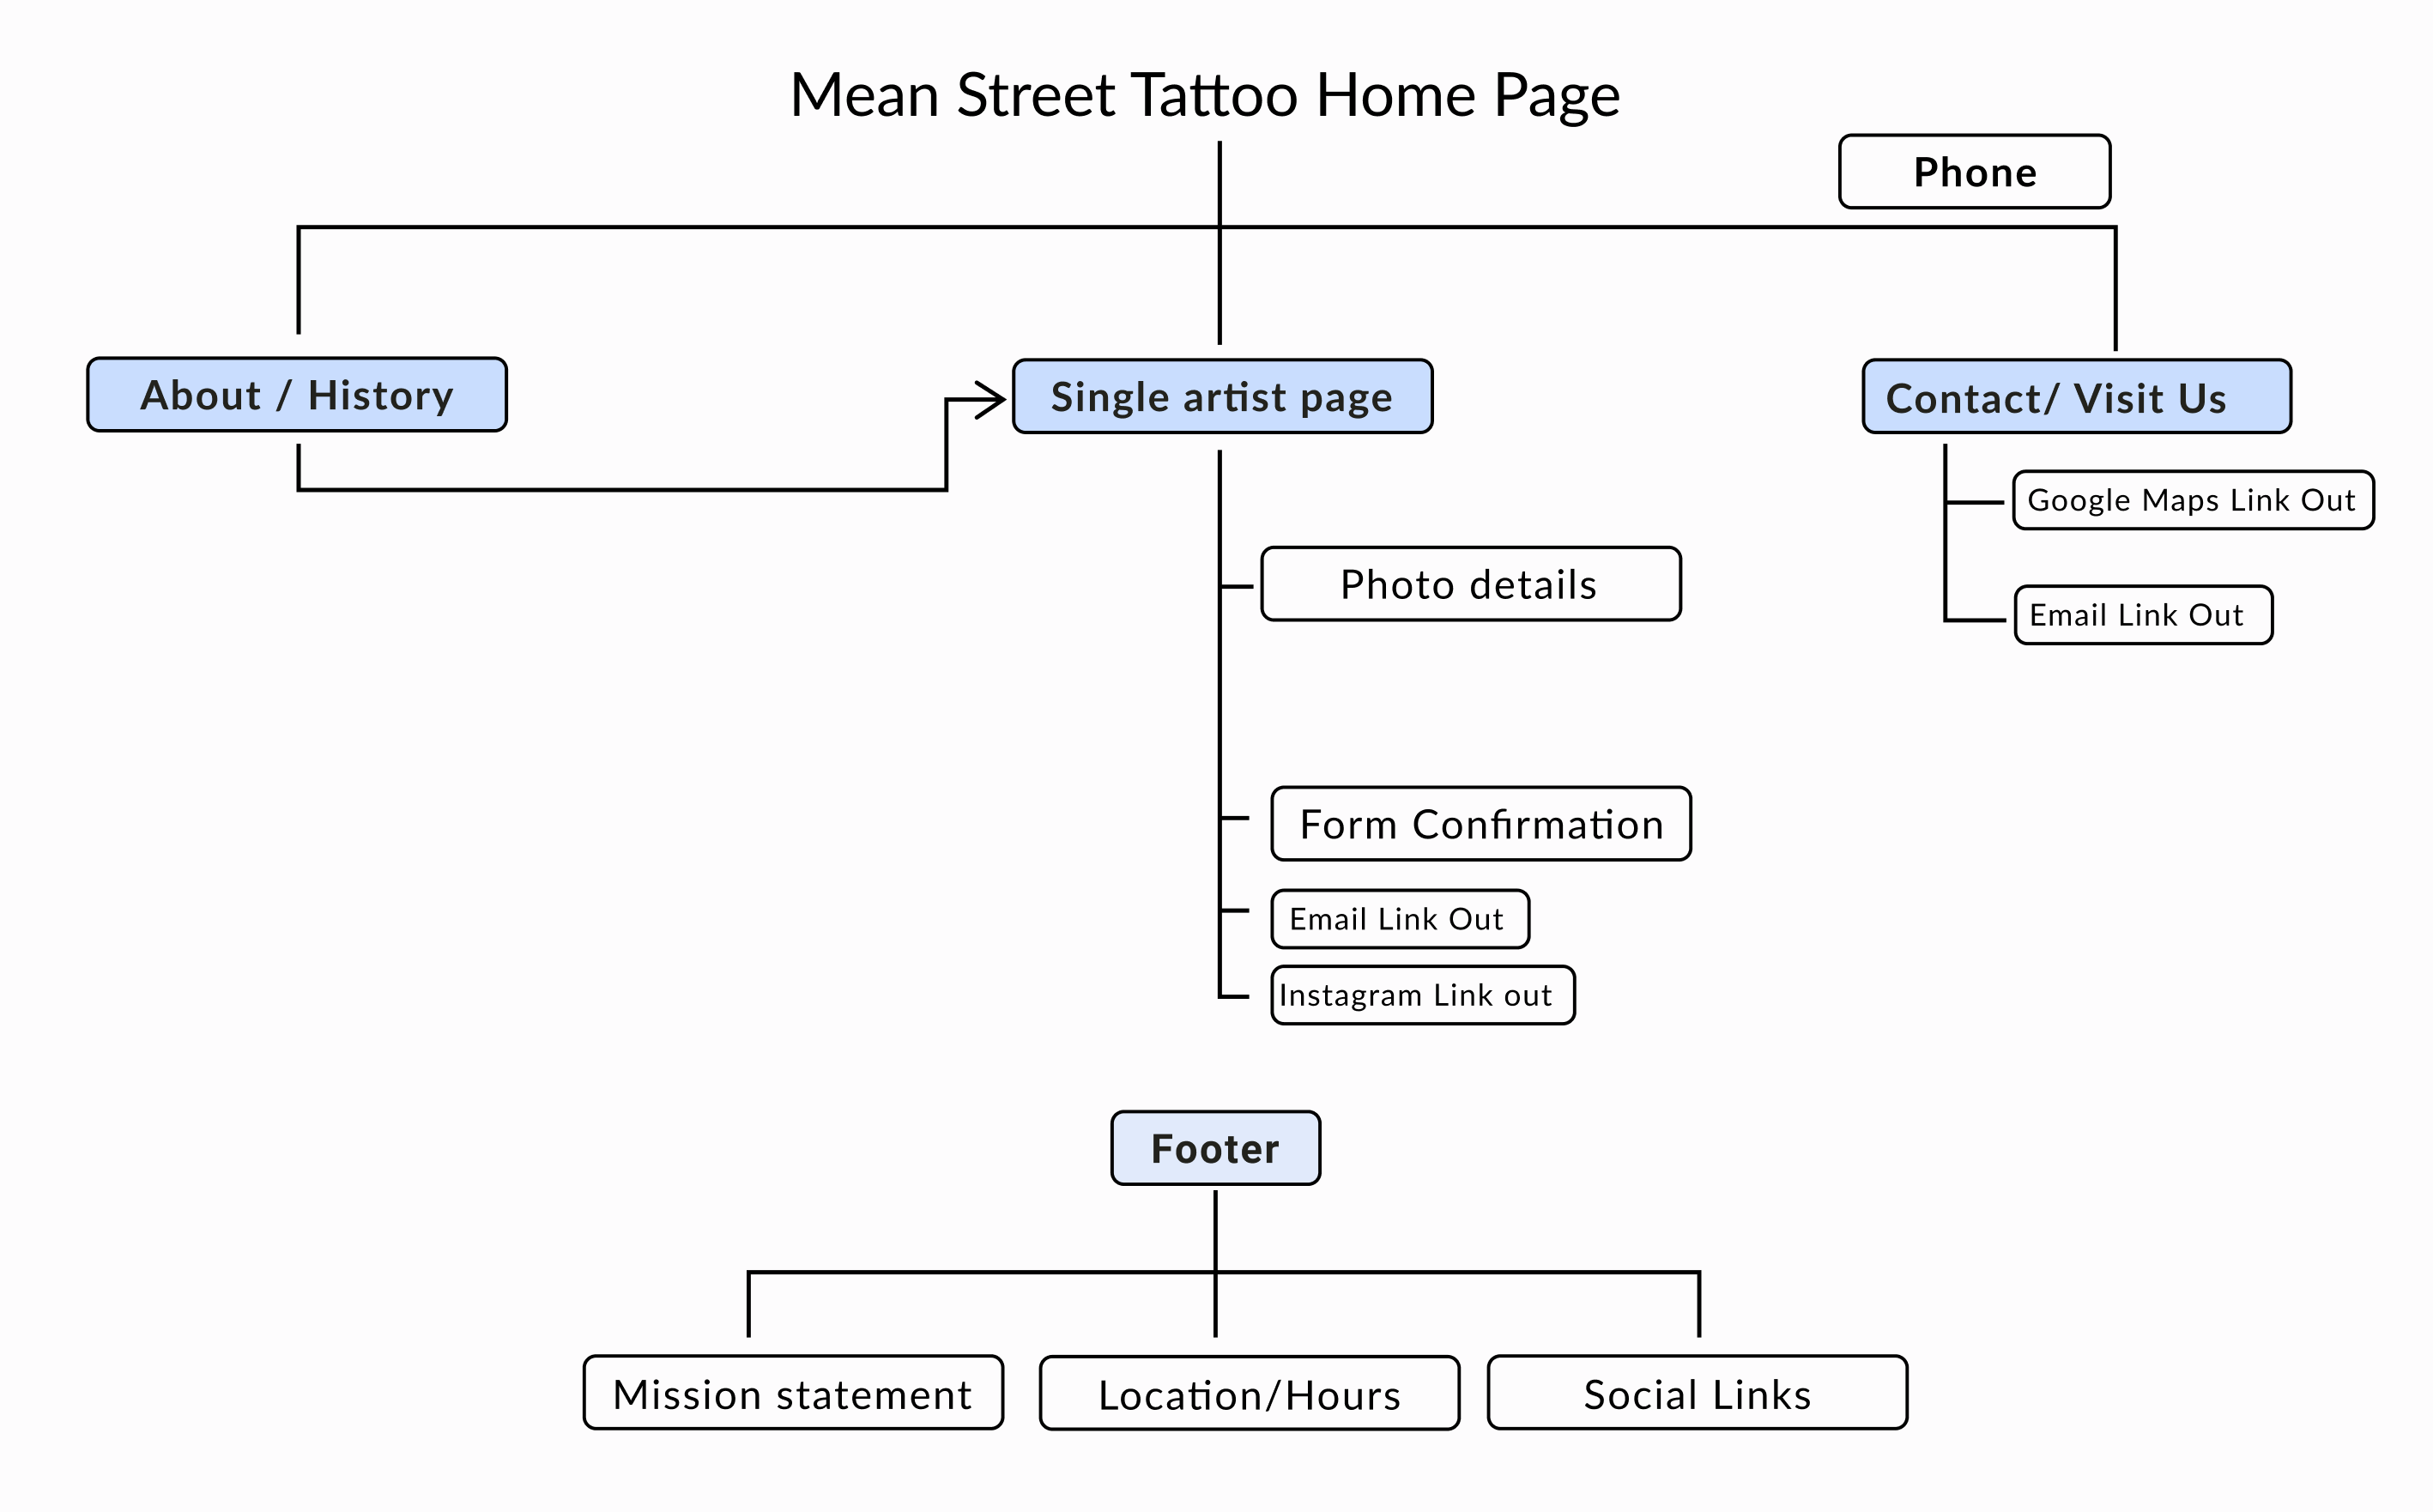 Mean Street Tattoo Home Page
Phone
About / History
Single artist page
Contact/ Visit Us
Google Maps Link Out
Email Link Out
Photo details
Form Confirmation
Email Link Out
Instagram Link out
Footer
Mission statement
Location/Hours
Social Links